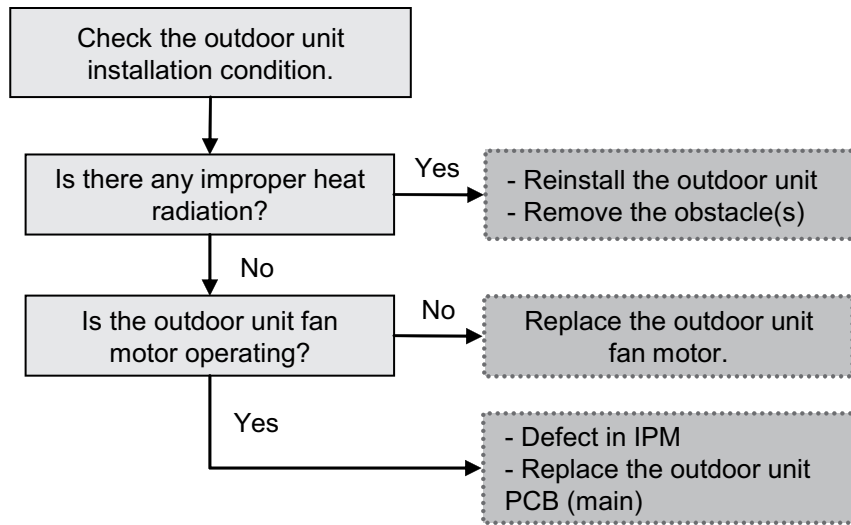 Check the outdoor unit
installation condition.
Is there any improper heat
radiation?
Yes
- Reinstall the outdoor unit
- Remove the obstacle(s)
No
Is the outdoor unit fan
motor operating?
No
Replace the outdoor unit
fan motor.
Yes
- Defect in IPM
- Replace the outdoor unit
PCB (main)